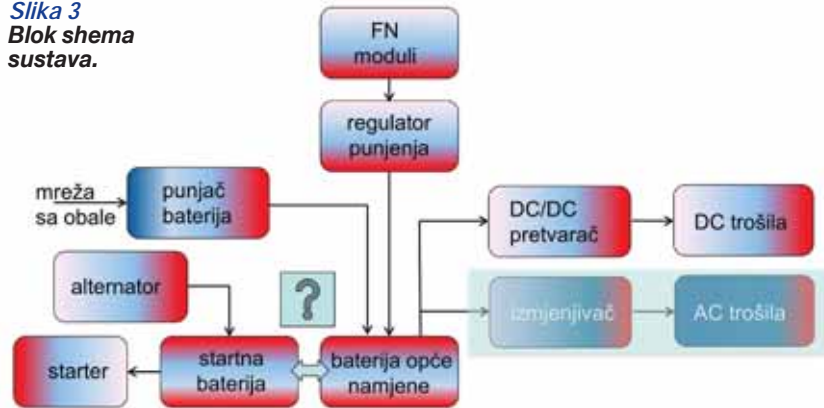 Slika 3
Blok shema
sustava.
FN
moduli
regulator
punjenja
mreža
sa obale
punjač
baterija
DC/DC
pretvarač
DC trošila
alternator
?
izmjenjivač
AC trošila
starter
startna
baterija
baterija opće
namjene